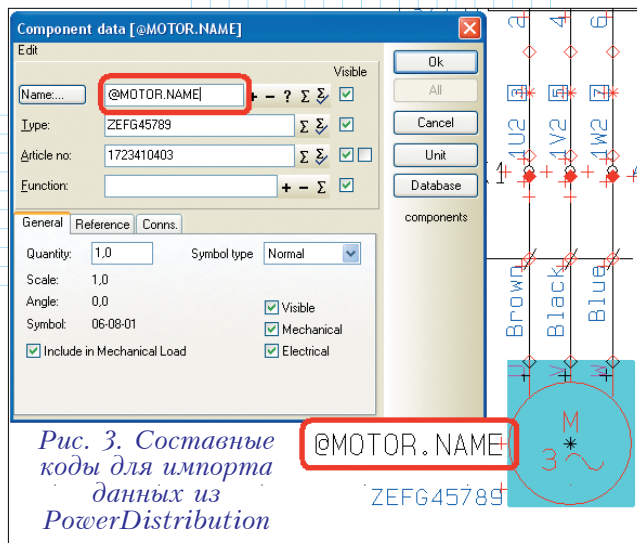 Component data [@MOTOR.NAME]
Edit
Visible
Name:... @MOTOR.NAME + - ? Σ Σ
Type: ZEFG45789 Σ Σ
Article no: 1723410403 Σ Σ
Function: + - Σ
Ok
All
Cancel
Unit
Database
components
General Reference Conns.
Quantity: 1,0 Symbol type Normal
Scale: 1,0
Angle: 0,0
Symbol: 06-08-01
Include in Mechanical Load
Visible
Mechanical
Electrical
2 4 6
1 3 5 7
1U2 1V2 1W2
Brown Black Blue
U V W
M
3
@MOTOR.NAME
ZEFG45789
Рис. 3. Составные
коды для импорта
данных из
PowerDistribution